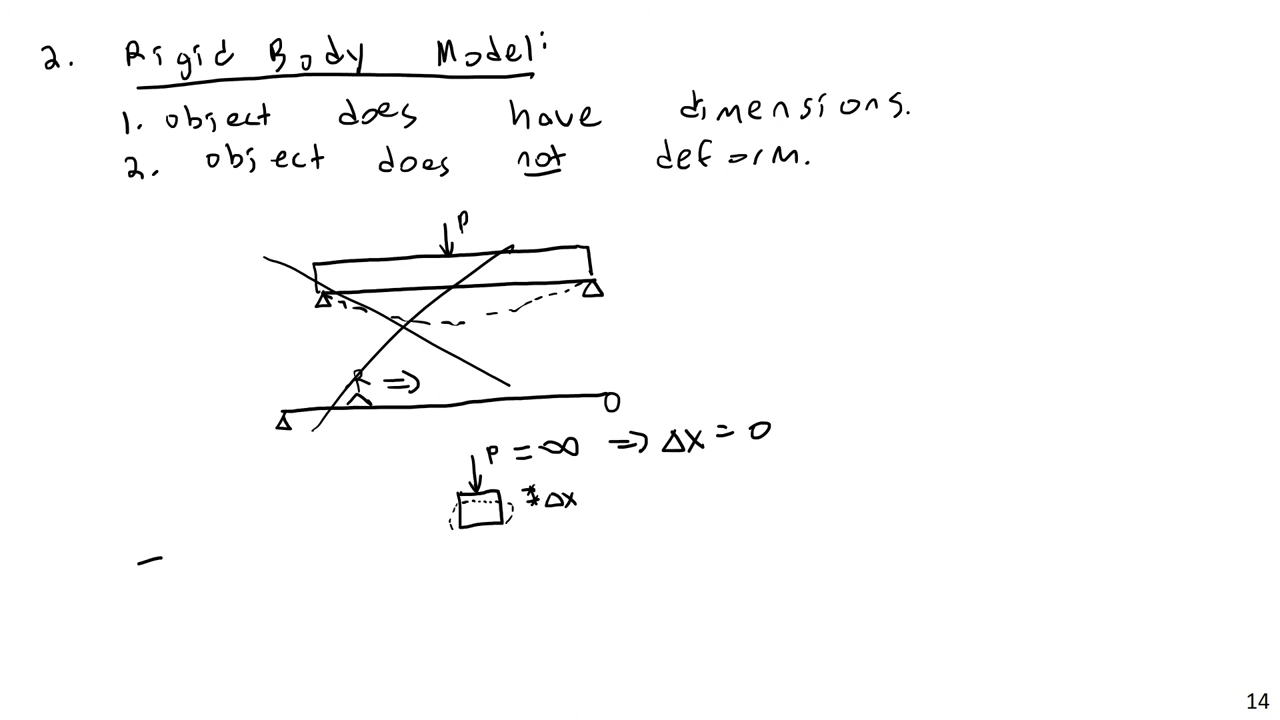 2. Rigid Body Model:
1. object does have dimensions.
2. object does not deform.
P
P = ∞ ⇒ Δx = 0
Δx
14